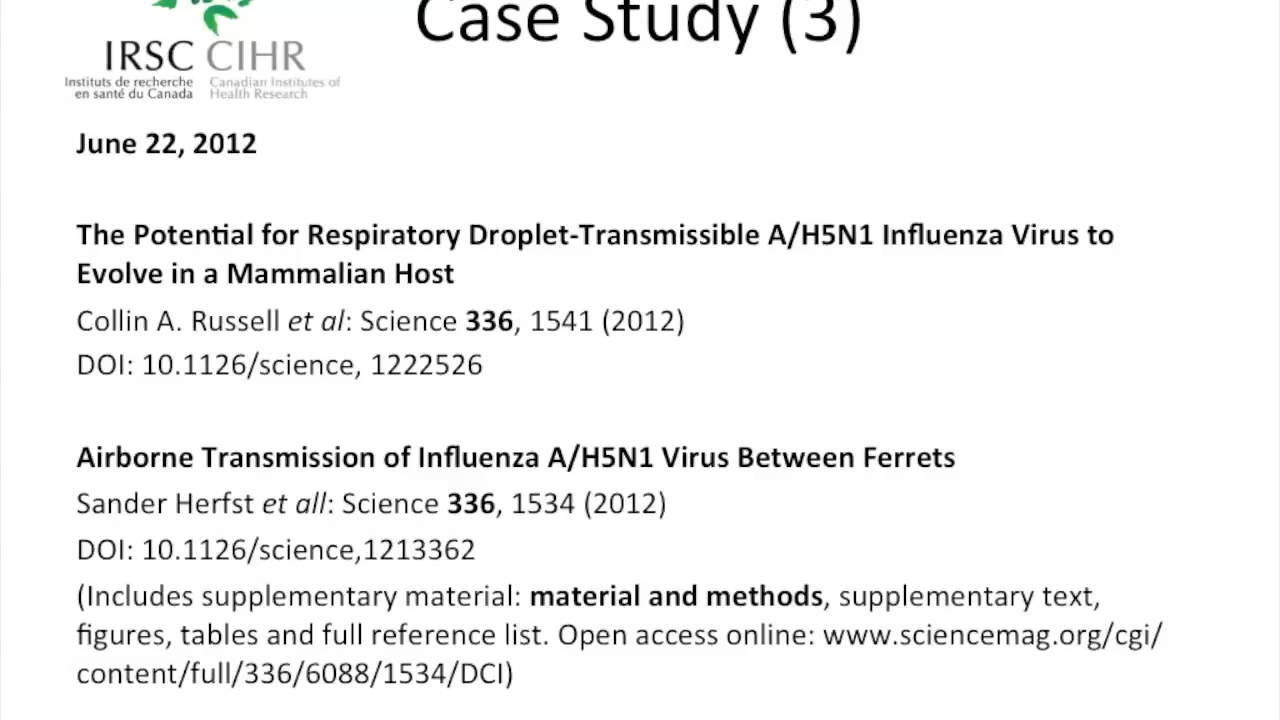 Case Study (3)
IRSC CIHR
Instituts de recherche Canadian Institutes of
en santé du Canada Health Research
June 22, 2012
The Potential for Respiratory Droplet-Transmissible A/H5N1 Influenza Virus to
Evolve in a Mammalian Host
Collin A. Russell et al: Science 336, 1541 (2012)
DOI: 10.1126/science, 1222526
Airborne Transmission of Influenza A/H5N1 Virus Between Ferrets
Sander Herfst et all: Science 336, 1534 (2012)
DOI: 10.1126/science,1213362
(Includes supplementary material: material and methods, supplementary text,
figures, tables and full reference list. Open access online: www.sciencemag.org/cgi/
content/full/336/6088/1534/DCI)